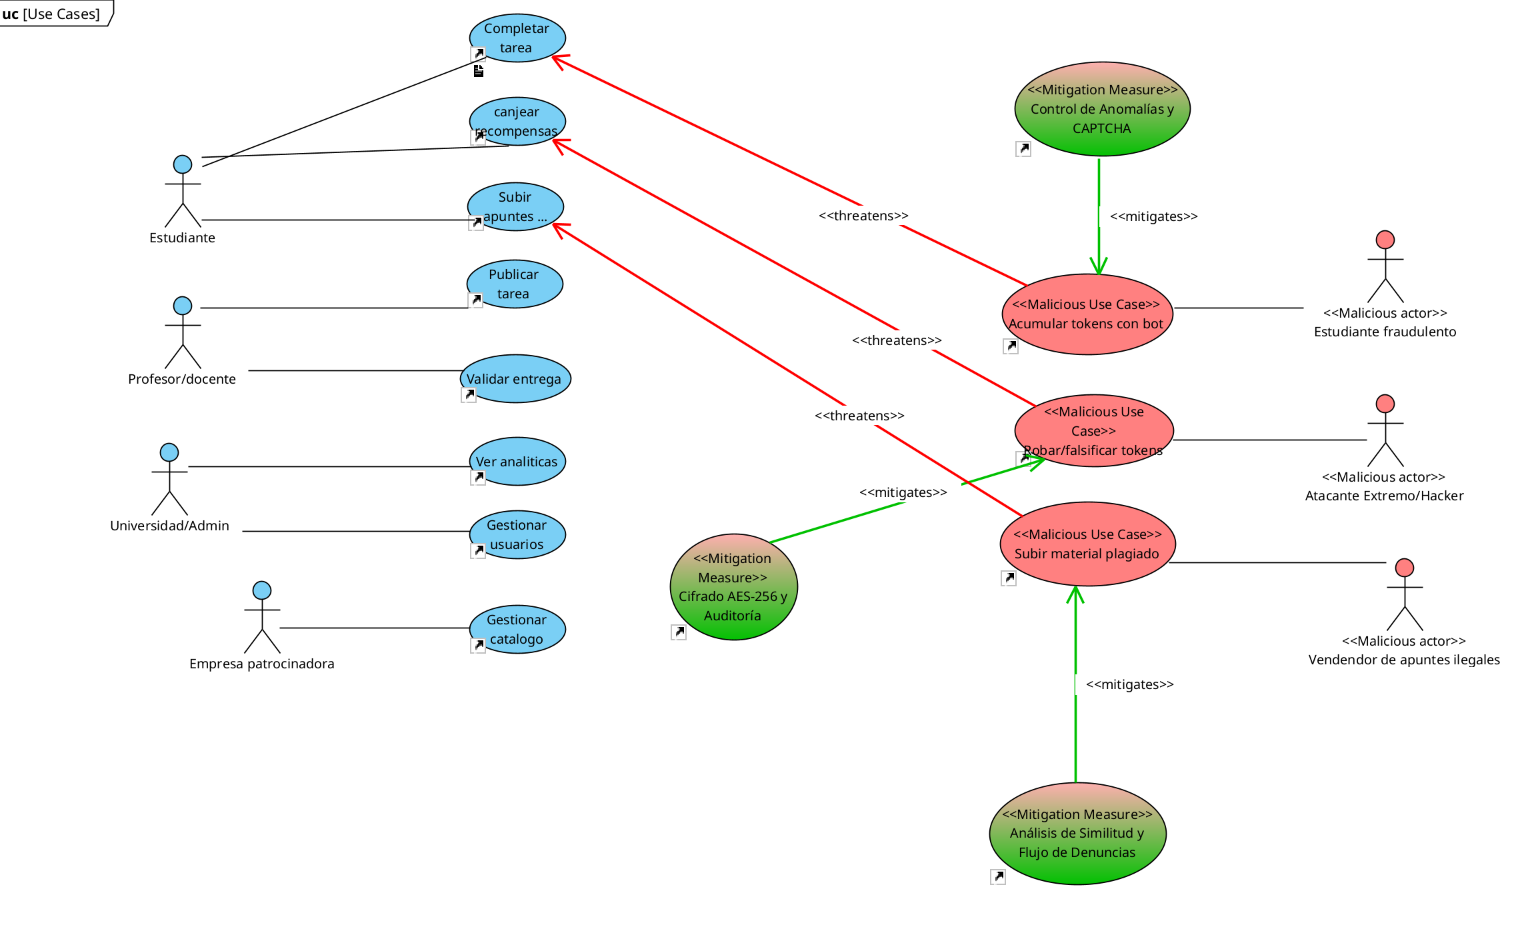 uc [Use Cases]
Completar
tarea
canjear
recompensas
Subir
apuntes ...
Publicar
tarea
Validar entrega
Ver analiticas
Gestionar
usuarios
Gestionar
catalogo
Estudiante
Profesor/docente
Universidad/Admin
Empresa patrocinadora
<<threatens>>
<<threatens>>
<<threatens>>
<<Mitigation Measure>>
Control de Anomalías y
CAPTCHA
<<mitigates>>
<<Malicious Use Case>>
Acumular tokens con bot
<<Malicious Use
Case>>
Robar/falsificar tokens
<<mitigates>>
<<Mitigation
Measure>>
Cifrado AES-256 y
Auditoría
<<Malicious Use Case>>
Subir material plagiado
<<mitigates>>
<<Mitigation Measure>>
Análisis de Similitud y
Flujo de Denuncias
<<Malicious actor>>
Estudiante fraudulento
<<Malicious actor>>
Atacante Extremo/Hacker
<<Malicious actor>>
Vendendor de apuntes ilegales